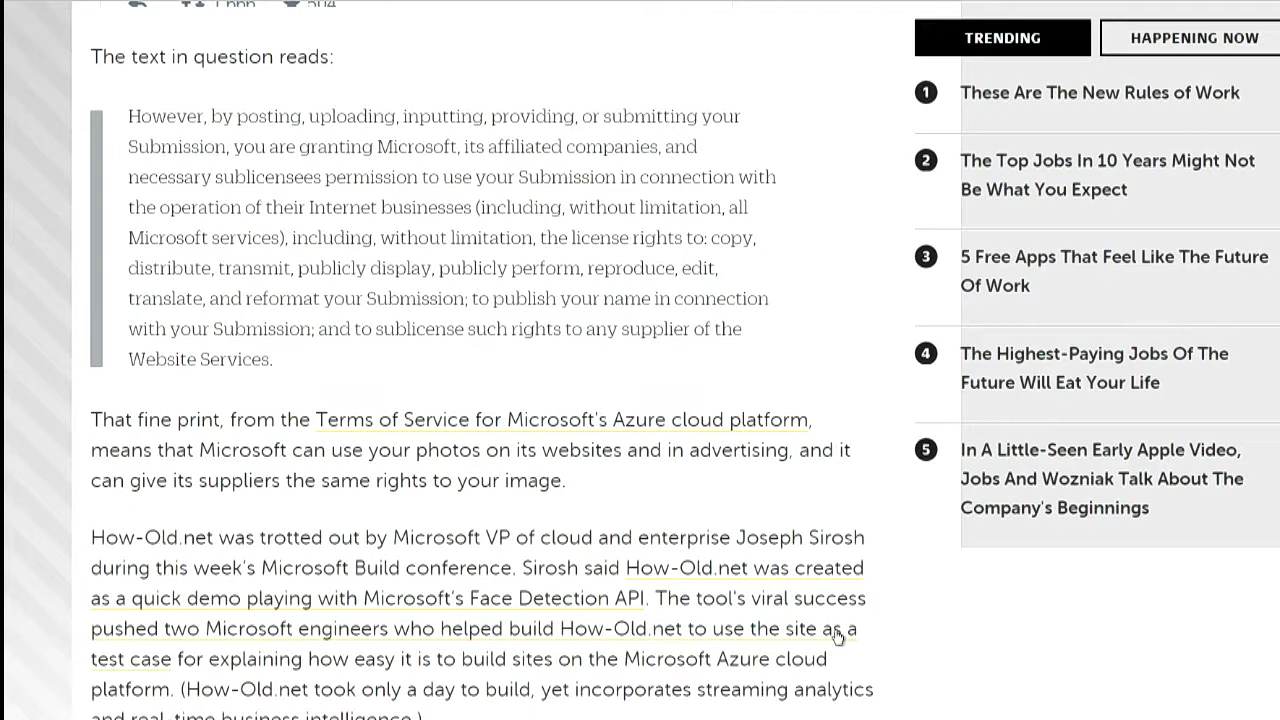 The text in question reads:
However, by posting, uploading, inputting, providing, or submitting your
Submission, you are granting Microsoft, its affiliated companies, and
necessary sublicensees permission to use your Submission in connection with
the operation of their Internet businesses (including, without limitation, all
Microsoft services), including, without limitation, the license rights to: copy,
distribute, transmit, publicly display, publicly perform, reproduce, edit,
translate, and reformat your Submission; to publish your name in connection
with your Submission; and to sublicense such rights to any supplier of the
Website Services.
That fine print, from the Terms of Service for Microsoft's Azure cloud platform,
means that Microsoft can use your photos on its websites and in advertising, and it
can give its suppliers the same rights to your image.
How-Old.net was trotted out by Microsoft VP of cloud and enterprise Joseph Sirosh
during this week's Microsoft Build conference. Sirosh said How-Old.net was created
as a quick demo playing with Microsoft's Face Detection API. The tool's viral success
pushed two Microsoft engineers who helped build How-Old.net to use the site as a
test case for explaining how easy it is to build sites on the Microsoft Azure cloud
platform. (How-Old.net took only a day to build, yet incorporates streaming analytics
and real-time business intelligence.)
TRENDING
HAPPENING NOW
1 These Are The New Rules of Work
2 The Top Jobs In 10 Years Might Not
Be What You Expect
3 5 Free Apps That Feel Like The Future
Of Work
4 The Highest-Paying Jobs Of The
Future Will Eat Your Life
5 In A Little-Seen Early Apple Video,
Jobs And Wozniak Talk About The
Company's Beginnings